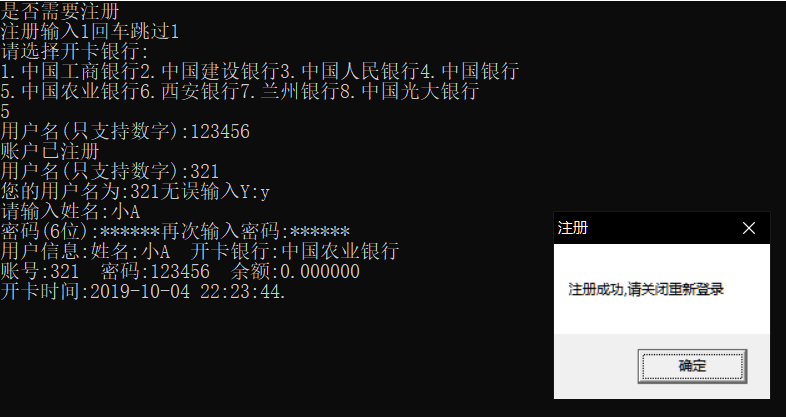 是否需要注册
注册输入1回车跳过1
请选择开卡银行:
1.中国工商银行2.中国建设银行3.中国人民银行4.中国银行
5.中国农业银行6.西安银行7.兰州银行8.中国光大银行
5
用户名(只支持数字):123456
账户已注册
用户名(只支持数字):321
您的用户名为:321无误输入Y:y
请输入姓名:小A
密码(6位):******再次输入密码:******
用户信息:姓名:小A  开卡银行:中国农业银行
账号:321  密码:123456  余额:0.000000
开卡时间:2019-10-04 22:23:44.
注册
注册成功,请关闭重新登录
确定